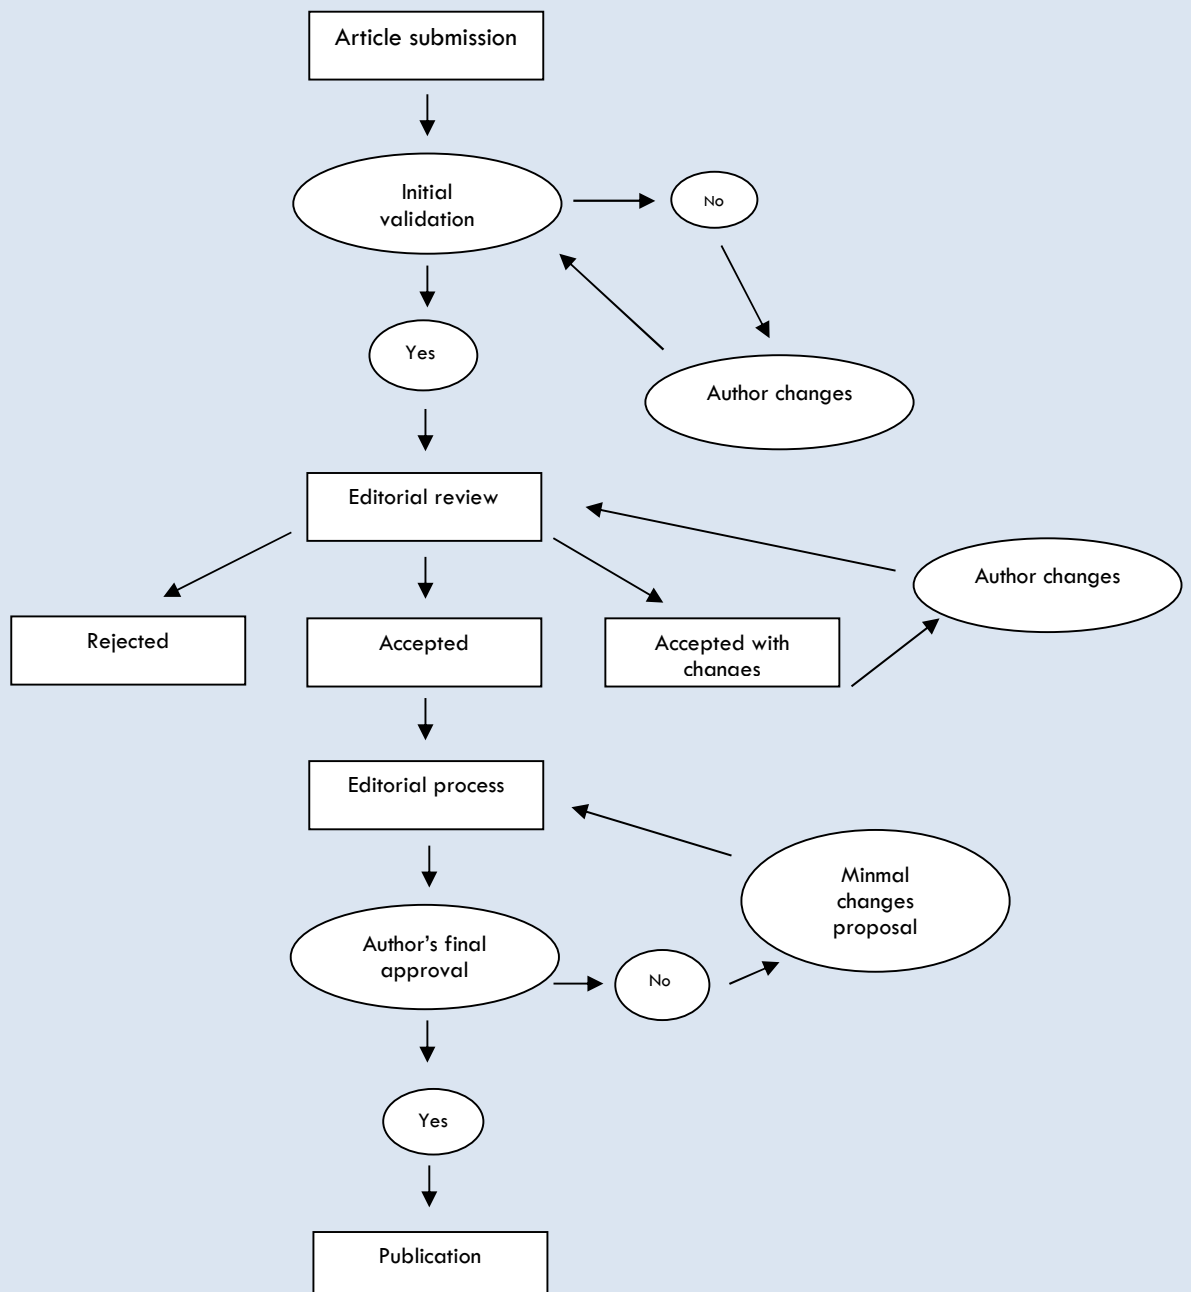 Article submission
Initial
validation
No
Yes
Author changes
Editorial review
Author changes
Rejected
Accepted
Accepted with
chanaes
Editorial process
Minmal
changes
proposal
Author’s final
approval
No
Yes
Publication